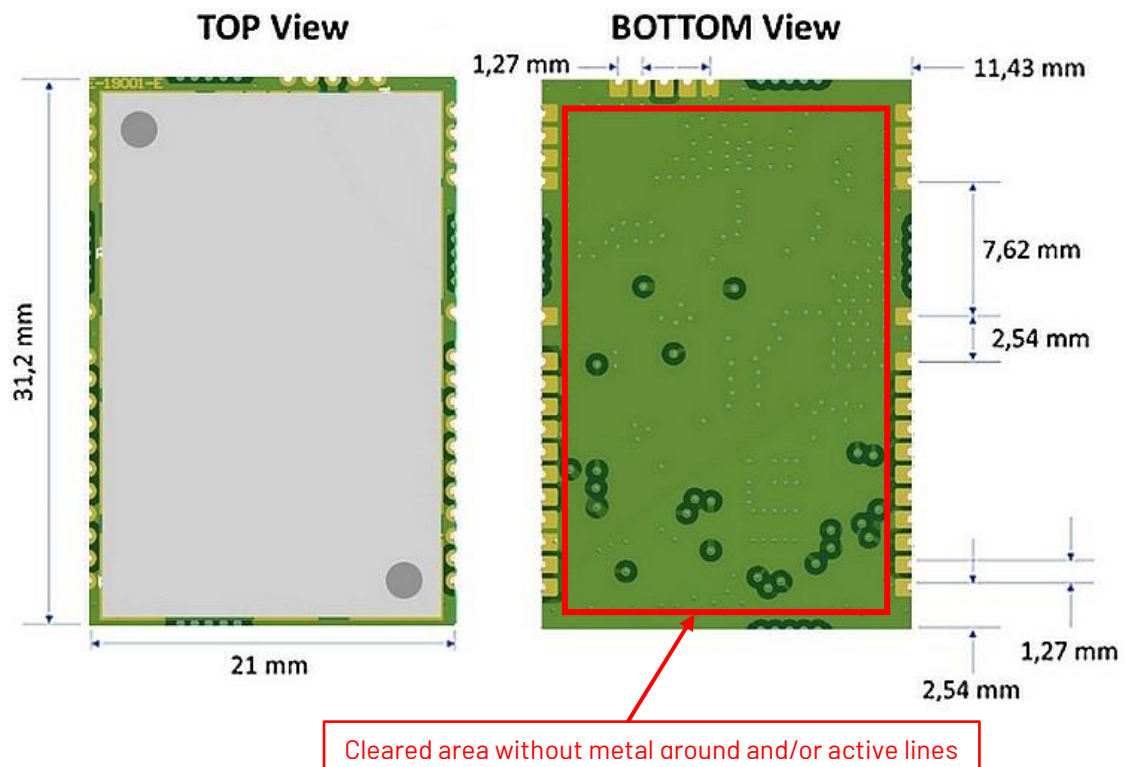 TOP View
BOTTOM View
1,27 mm
11,43 mm
E-19001-E
7,62 mm
31,2 mm
2,54 mm
21 mm
1,27 mm
2,54 mm
Cleared area without metal ground and/or active lines